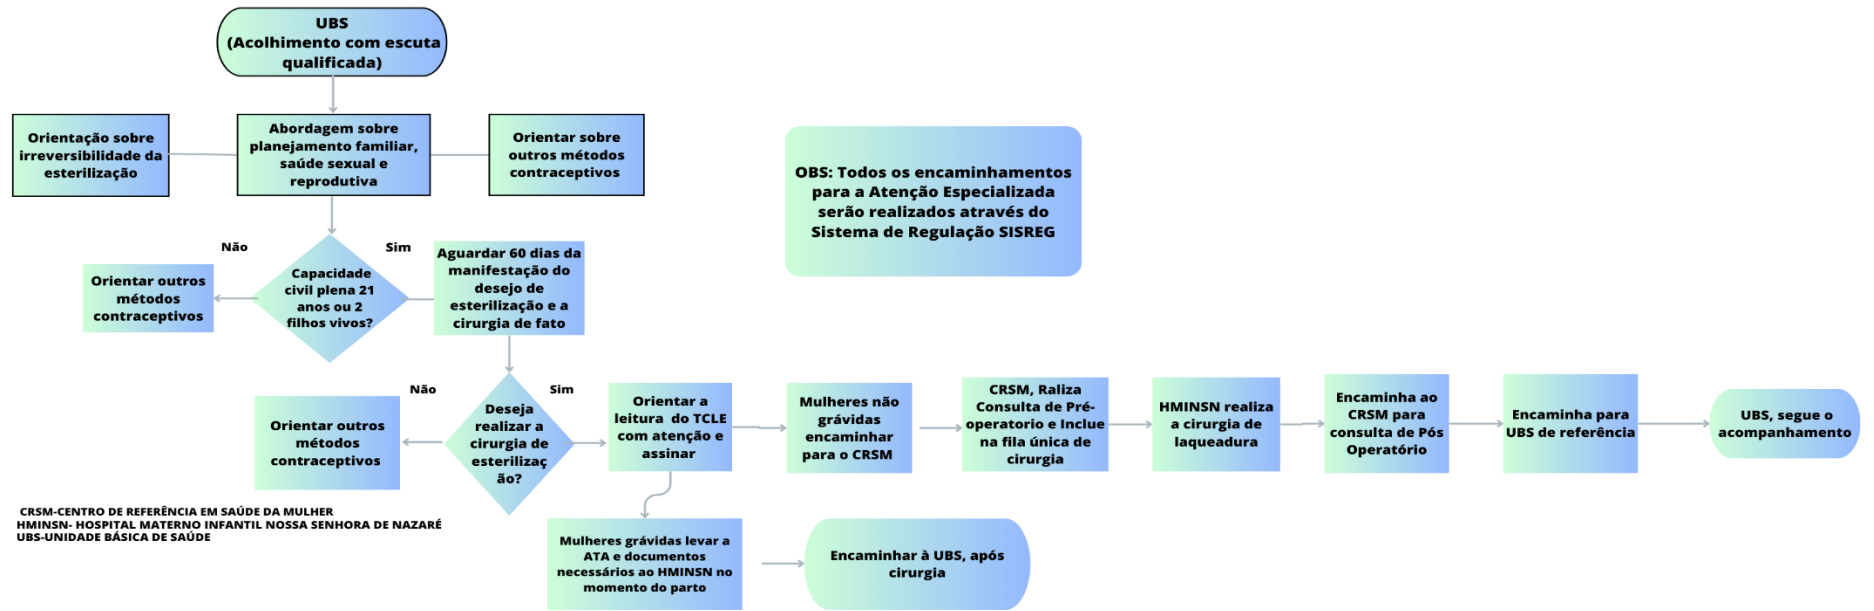 UBS
(Acolhimento com escuta
qualificada)
Orientação sobre
irreversibilidade da
esterilização
Abordagem sobre
planejamento familiar,
saúde sexual e
reprodutiva
Orientar sobre
outros métodos
contraceptivos
OBS: Todos os encaminhamentos
para a Atenção Especializada
serão realizados através do
Sistema de Regulação SISREG
Não
Sim
Orientar outros
métodos
contraceptivos
Capacidade
civil plena 21
anos ou 2
filhos vivos?
Aguardar 60 dias da
manifestação do
desejo de
esterilização e a
cirurgia de fato
Não
Sim
Orientar outros
métodos
contraceptivos
Deseja
realizar a
cirurgia de
esterilizaç
ão?
Orientar a
leitura do TCLE
com atenção e
assinar
Mulheres não
grávidas
encaminhar
para o CRSM
CRSM, Raliza
Consulta de Pré-
operatorio e Inclue
na fila única de
cirurgia
HMINSN realiza
a cirurgia de
laqueadura
Encaminha ao
CRSM para
consulta de Pós
Operatório
Encaminha para
UBS de referência
UBS, segue o
acompanhamento
CRSM-CENTRO DE REFERÊNCIA EM SAÚDE DA MULHER
HMINSN- HOSPITAL MATERNO INFANTIL NOSSA SENHORA DE NAZARÉ
UBS-UNIDADE BÁSICA DE SAÚDE
Mulheres grávidas levar a
ATA e documentos
necessários ao HMINSN no
momento do parto
Encaminhar à UBS, após
cirurgia